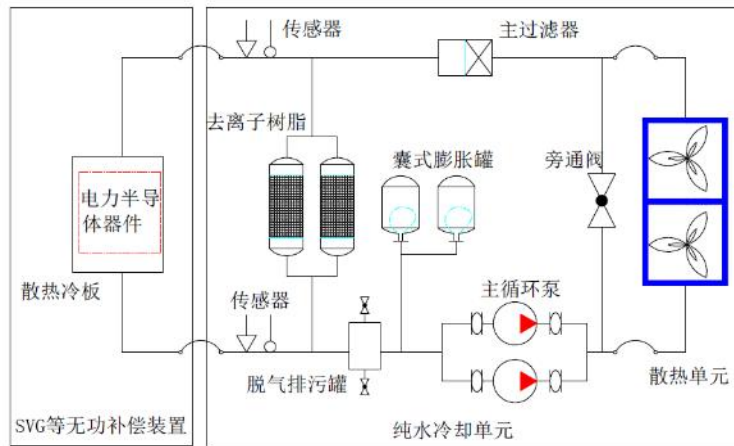 传感器
主过滤器
去离子树脂
囊式膨胀罐
旁通阀
电力半导
体器件
散热冷板
传感器
主循环泵
脱气排污罐
散热单元
SVG等无功补偿装置
纯水冷却单元